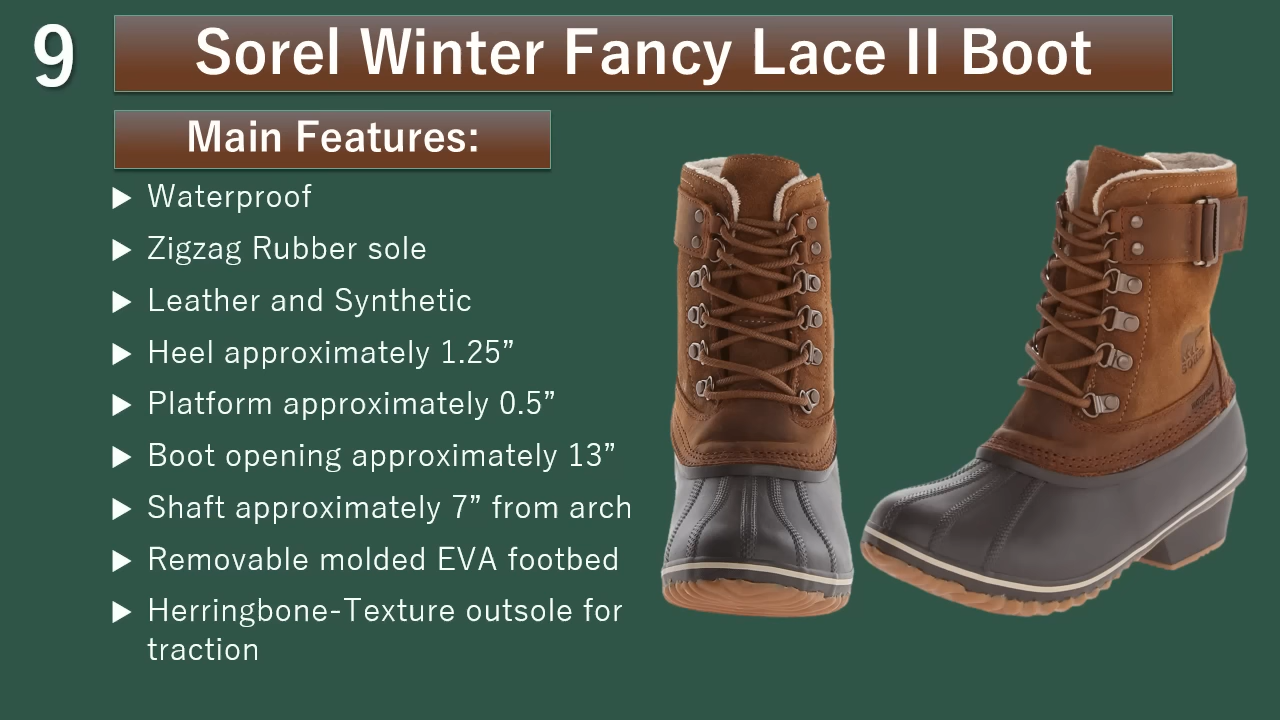 9
Sorel Winter Fancy Lace II Boot
Main Features:
▶ Waterproof
▶ Zigzag Rubber sole
▶ Leather and Synthetic
▶ Heel approximately 1.25”
▶ Platform approximately 0.5”
▶ Boot opening approximately 13”
▶ Shaft approximately 7” from arch
▶ Removable molded EVA footbed
▶ Herringbone-Texture outsole for
traction